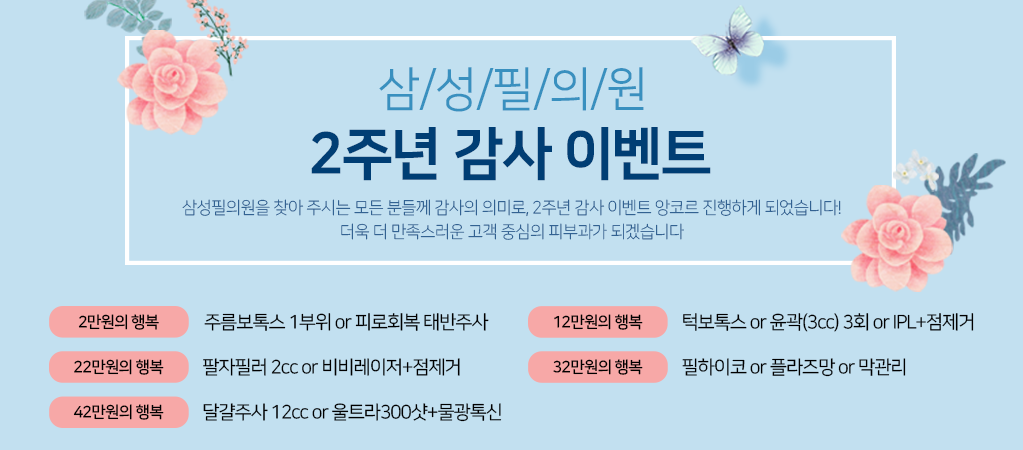 삼/성/필/의/원
2주년 감사 이벤트
삼성필의원을 찾아 주시는 모든 분들께 감사의 의미로, 2주년 감사 이벤트 앙코르 진행하게 되었습니다!
더욱 더 만족스러운 고객 중심의 피부과가 되겠습니다
2만원의 행복 주름보톡스 1부위 or 피로회복 태반주사
12만원의 행복 턱보톡스 or 윤곽(3cc) 3회 or IPL+점제거
22만원의 행복 팔자필러 2cc or 비비레이저+점제거
32만원의 행복 필하이코 or 플라즈망 or 막관리
42만원의 행복 달걀주사 12cc or 울트라300샷+물광톡신